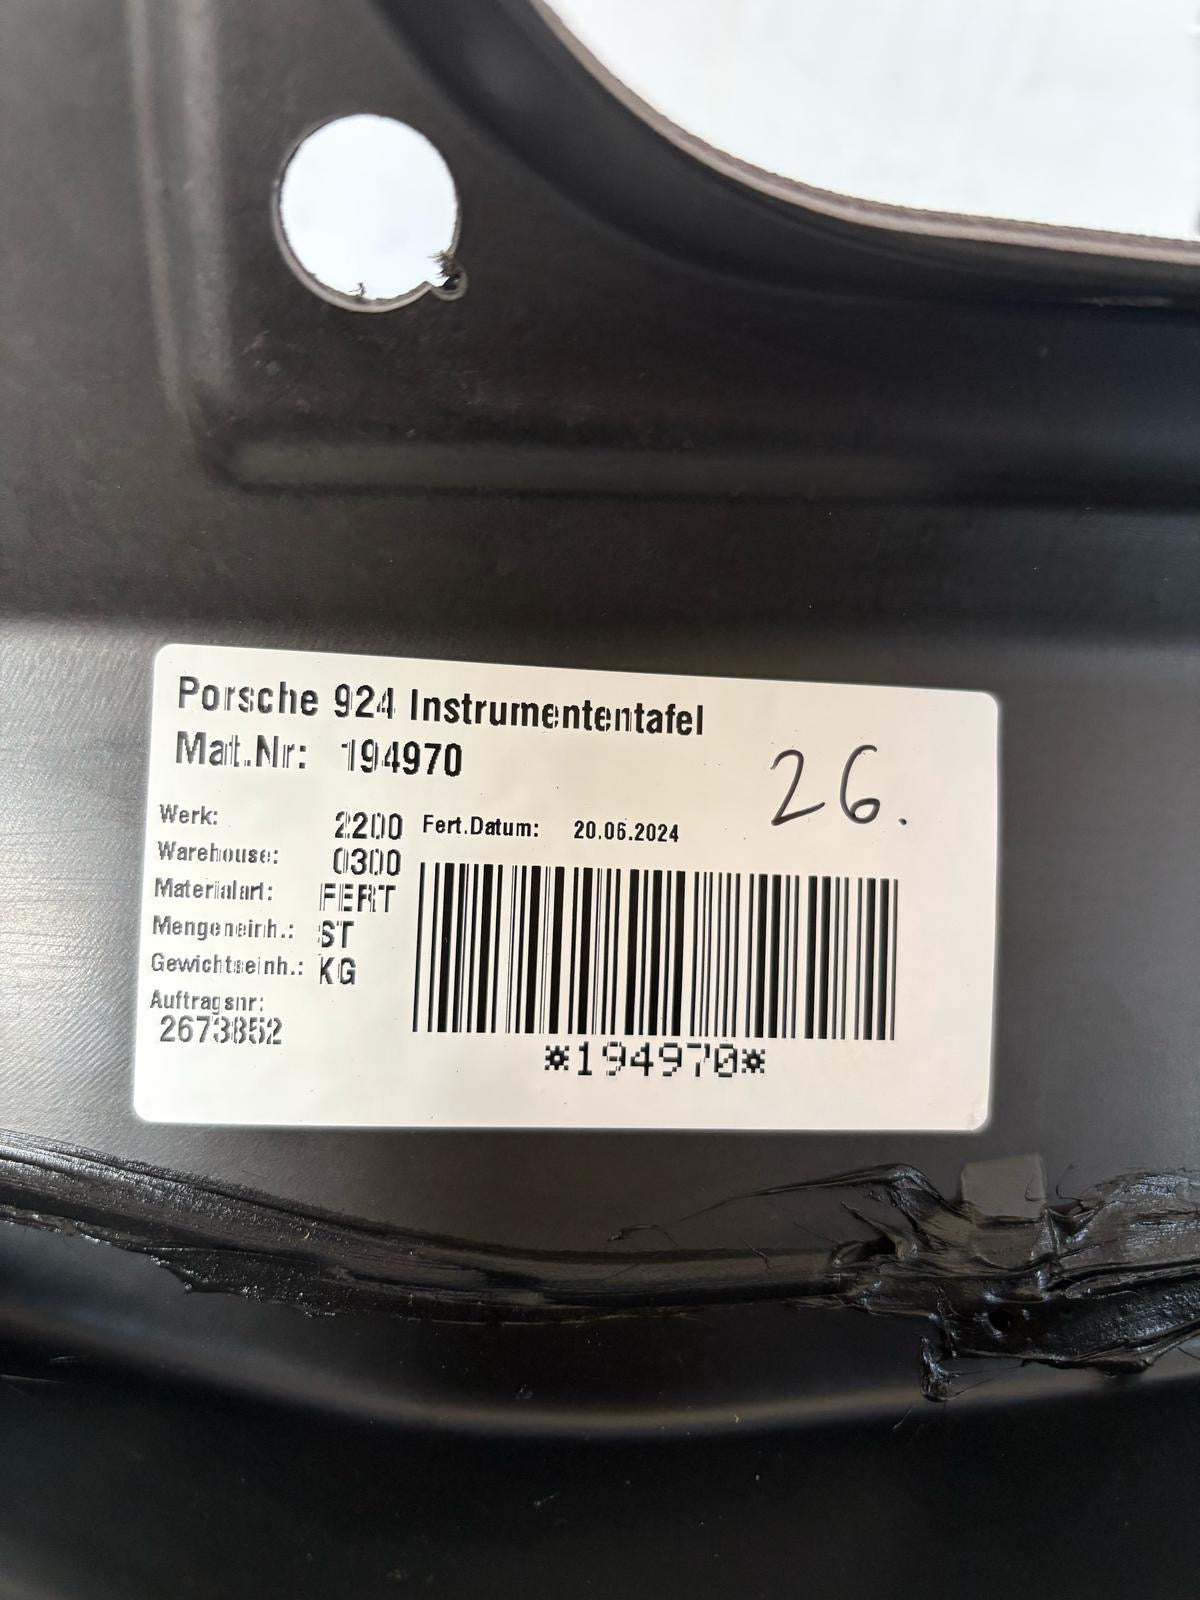 Porsche 924 Instrumententafel
Mat.Nr: 194970
26.
Werk: 2200 Fert.Datum: 20.06.2024
Warehouse: 0300
Materialart: FERT
Mengeneinh.: ST
Gewichtseinh.: KG
Auftragsnr:
2673852
*194970*